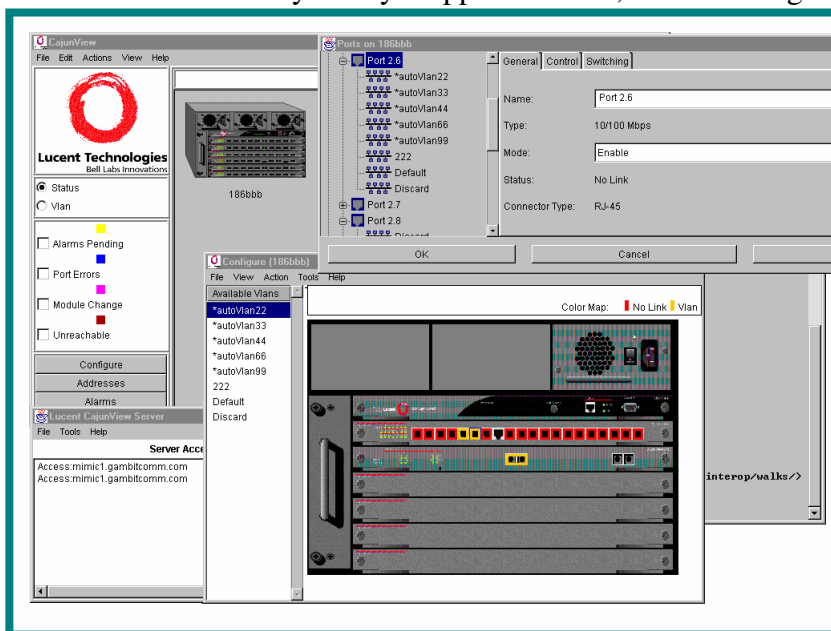 CajunView
File Edit Actions View Help
Lucent Technologies
Bell Labs Innovations
Status
Vlan
Alarms Pending
Port Errors
Module Change
Unreachable
Configure
Addresses
Alarms
186bbb
Ports on 186bbb
Port 2.6
*autoVlan22
*autoVlan33
*autoVlan44
*autoVlan66
*autoVlan99
222
Default
Discard
Port 2.7
Port 2.8
General Control Switching
Name: Port 2.6
Type: 10/100 Mbps
Mode: Enable
Status: No Link
Connector Type: RJ-45
OK Cancel
Configure [186bbb]
File View Action Tools Help
Available Vlans
*autoVlan22
*autoVlan33
*autoVlan44
*autoVlan66
*autoVlan99
222
Default
Discard
Color Map: No Link Vlan
Lucent CajunView Server
File Tools Help
Server Acce
Access:mimic1.gambitcomm.com
Access:mimic1.gambitcomm.com
interop/walks/>